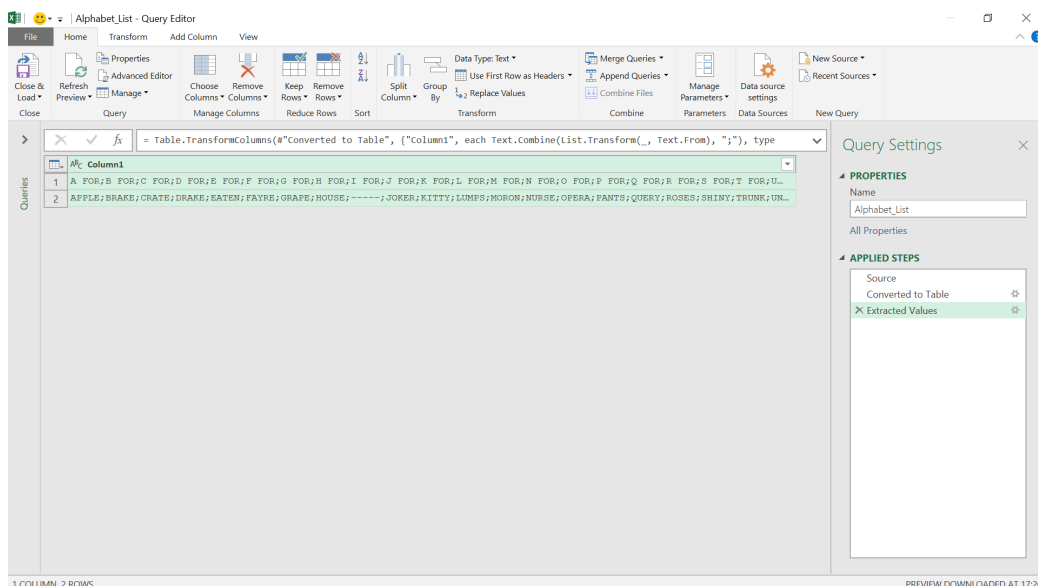 Alphabet_List - Query Editor
File Home Transform Add Column View
Close & Load
Refresh Preview
Properties
Advanced Editor
Manage
Choose Columns
Remove Columns
Keep Rows
Remove Rows
Split Column
Group By
Data Type: Text
Use First Row as Headers
Replace Values
Merge Queries
Append Queries
Combine Files
Manage Parameters
Data source settings
New Source
Recent Sources
Close Query Manage Columns Reduce Rows Sort Transform Combine Parameters Data Sources New Query
fx = Table.TransformColumns(#"Converted to Table", {"Column1", each Text.Combine(List.Transform(_, Text.From), ";"), type
Queries
ABC Column1
1 A FOR;B FOR;C FOR;D FOR;E FOR;F FOR;G FOR;H FOR;I FOR;J FOR;K FOR;L FOR;M FOR;N FOR;O FOR;P FOR;Q FOR;R FOR;S FOR;T FOR;U…
2 APPLE;BRAKE;CRATE;DRAKE;EATEN;FAYRE;GRAPE;HOUSE;-----;JOKER;KITTY;LUMPS;MORON;NURSE;OPERA;PANTS;QUERY;ROSES;SHINY;TRUNK;UN…
Query Settings
PROPERTIES
Name
Alphabet_List
All Properties
APPLIED STEPS
Source
Converted to Table
Extracted Values
1 COLUMN, 2 ROWS
PREVIEW DOWNLOADED AT 17:2